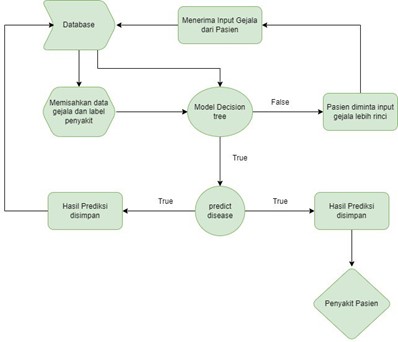 Database
Menerima Input Gejala
dari Pasien
Memisahkan data
gejala dan label
penyakit
Model Decision
tree
False
Pasien diminta input
gejala lebih rinci
True
Hasil Prediksi
disimpan
True
predict
disease
True
Hasil Prediksi
disimpan
Penyakit Pasien